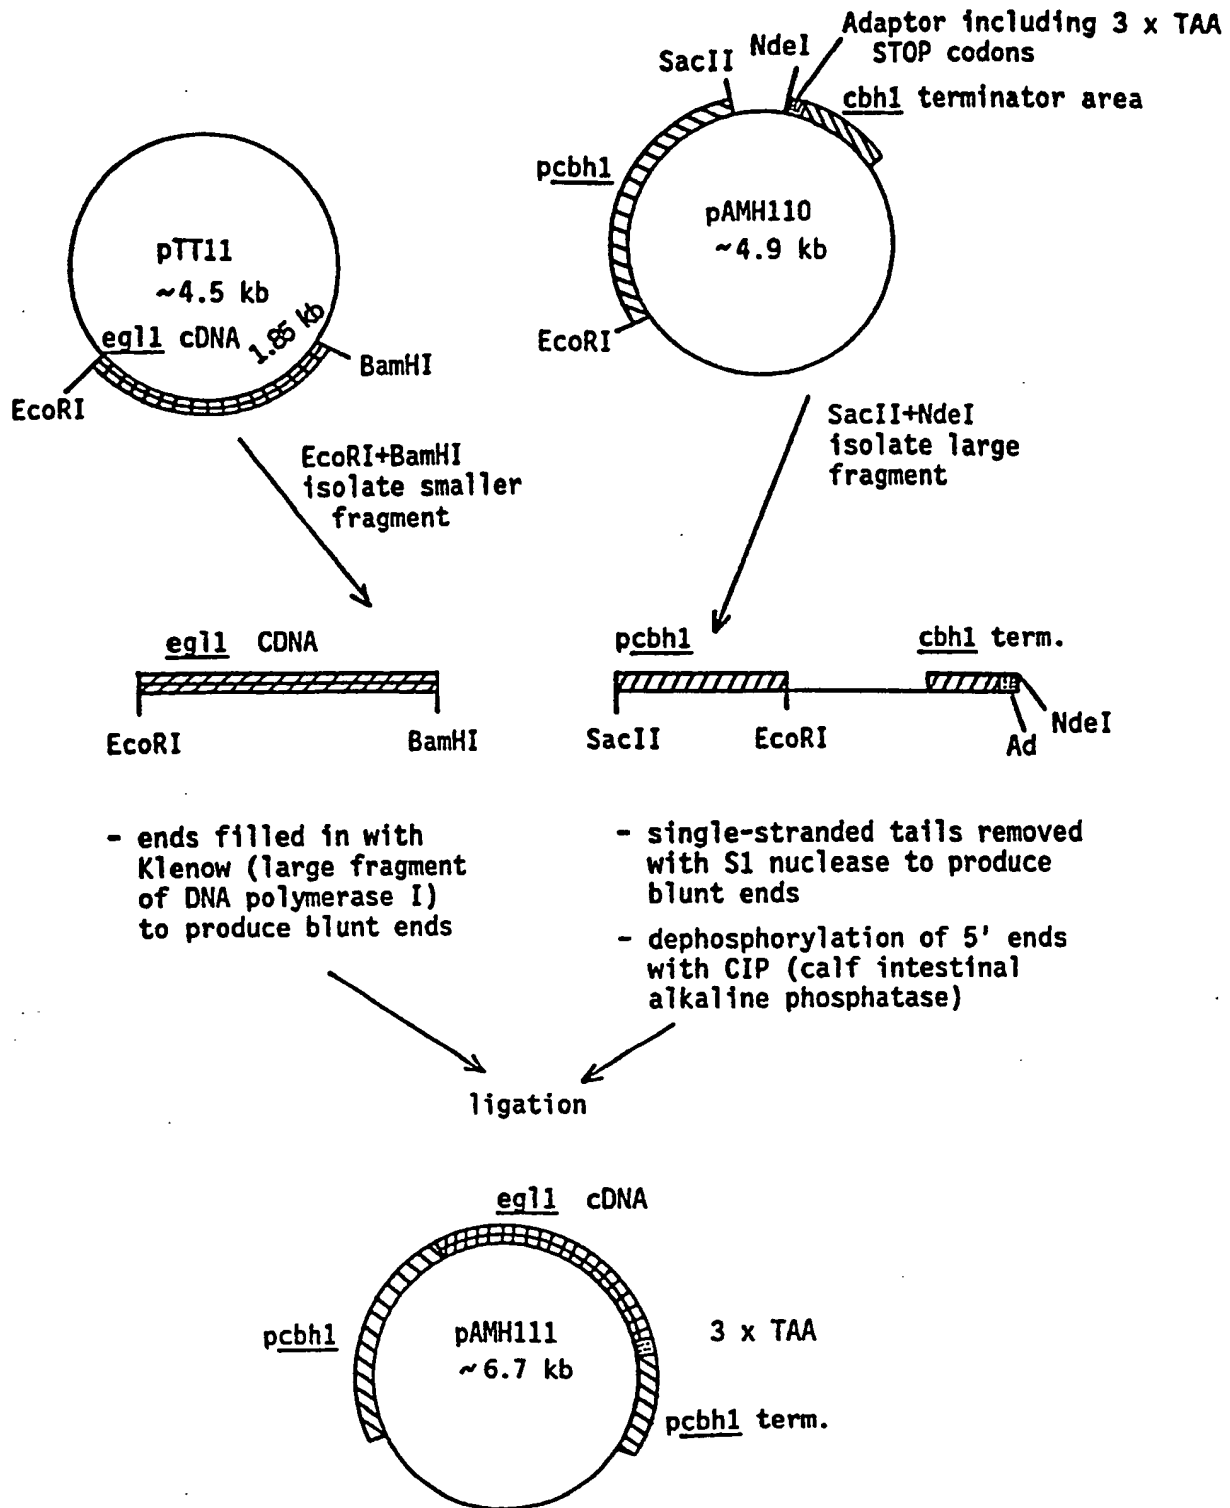 Adaptor including 3 x TAA
STOP codons
NdeI
SacII
cbh1 terminator area
pcbh1
pAMH110
~4.9 kb
EcoRI
pTT11
~4.5 kb
egl1 cDNA 1.85 kb
BamHI
EcoRI
EcoRI+BamHI
isolate smaller
fragment
SacII+NdeI
isolate large
fragment
egl1 CDNA
EcoRI
BamHI
pcbh1
cbh1 term.
SacII
EcoRI
Ad
NdeI
- ends filled in with
Klenow (large fragment
of DNA polymerase I)
to produce blunt ends
- single-stranded tails removed
with S1 nuclease to produce
blunt ends
- dephosphorylation of 5' ends
with CIP (calf intestinal
alkaline phosphatase)
ligation
egl1 cDNA
pcbh1
pAMH111
~6.7 kb
3 x TAA
pcbh1 term.